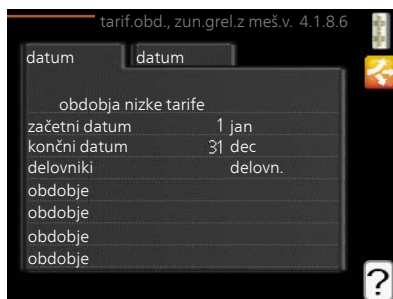 tarif.obd., zun.grel.z meš.v. 4.1.8.6
datum datum
obdobja nizke tarife
začetni datum 1 jan
končni datum 31 dec
delovniki delovn.
obdobje
obdobje
obdobje
obdobje
?